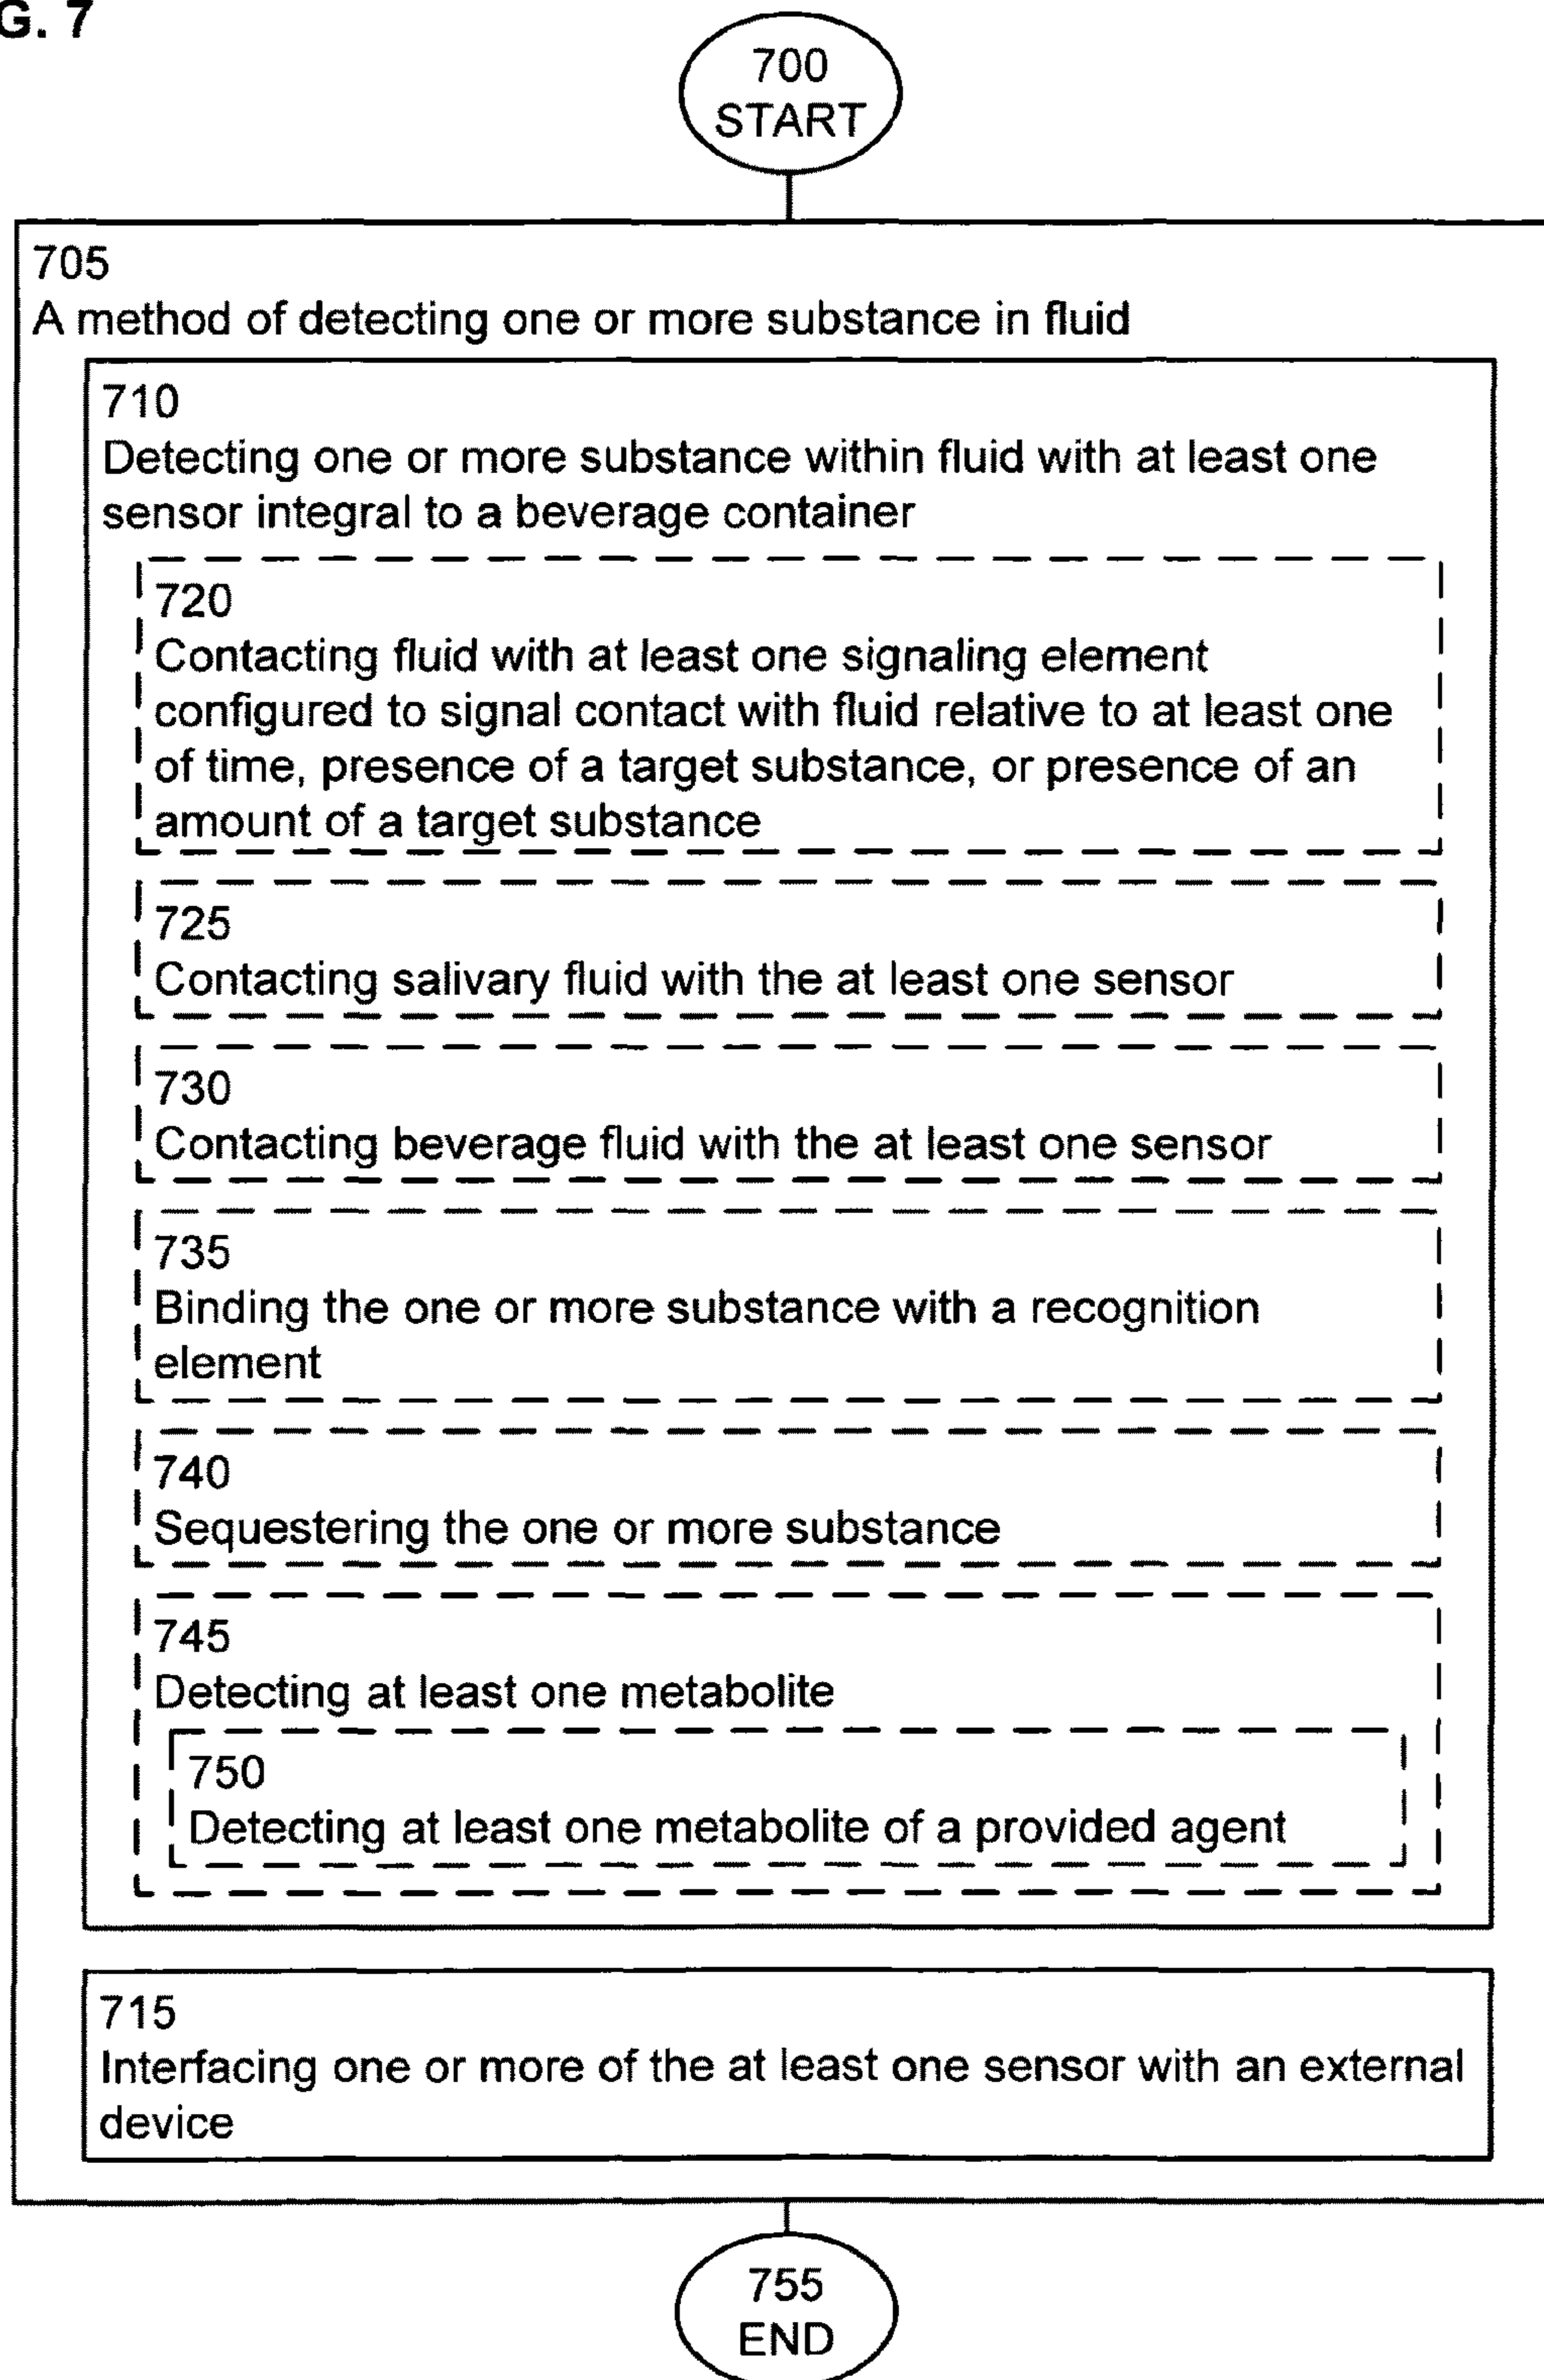 G. 7
700
START
705
A method of detecting one or more substance in fluid
710
Detecting one or more substance within fluid with at least one
sensor integral to a beverage container
720
Contacting fluid with at least one signaling element
configured to signal contact with fluid relative to at least one
of time, presence of a target substance, or presence of an
amount of a target substance
725
Contacting salivary fluid with the at least one sensor
730
Contacting beverage fluid with the at least one sensor
735
Binding the one or more substance with a recognition
element
740
Sequestering the one or more substance
745
Detecting at least one metabolite
750
Detecting at least one metabolite of a provided agent
715
Interfacing one or more of the at least one sensor with an external
device
755
END